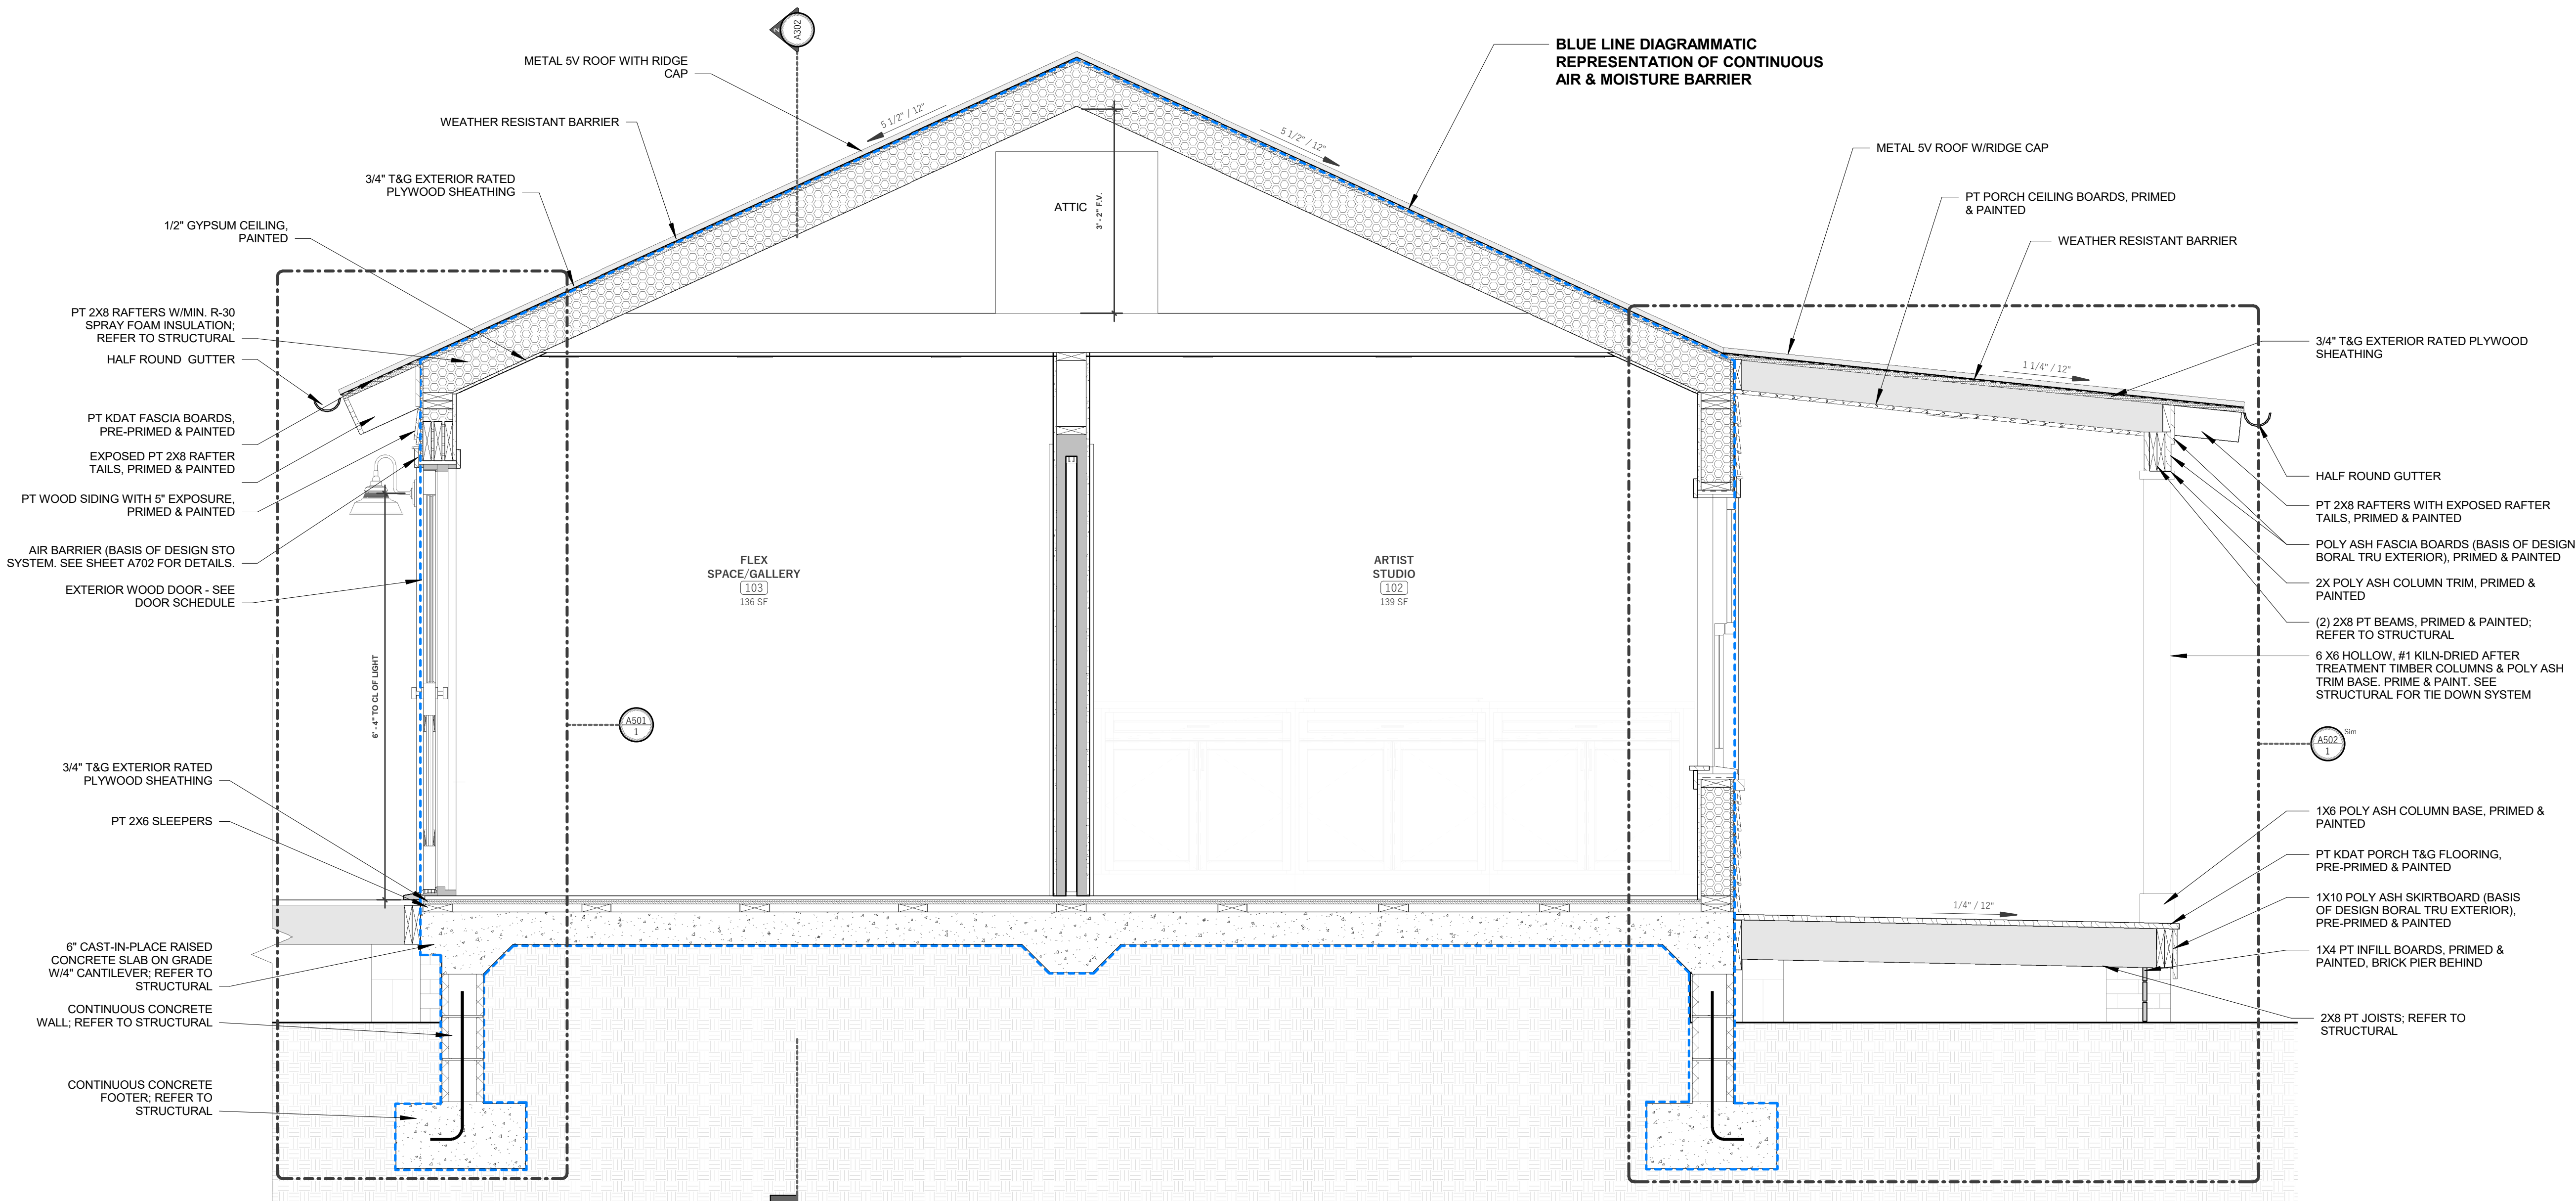 A302
METAL 5V ROOF WITH RIDGE
CAP
WEATHER RESISTANT BARRIER
3/4" T&G EXTERIOR RATED
PLYWOOD SHEATHING
1/2" GYPSUM CEILING,
PAINTED
PT 2X8 RAFTERS W/MIN. R-30
SPRAY FOAM INSULATION;
REFER TO STRUCTURAL
HALF ROUND GUTTER
PT KDAT FASCIA BOARDS,
PRE-PRIMED & PAINTED
EXPOSED PT 2X8 RAFTER
TAILS, PRIMED & PAINTED
PT WOOD SIDING WITH 5" EXPOSURE,
PRIMED & PAINTED
AIR BARRIER (BASIS OF DESIGN STO
SYSTEM. SEE SHEET A702 FOR DETAILS.
EXTERIOR WOOD DOOR - SEE
DOOR SCHEDULE
6' - 4" TO CL OF LIGHT
3/4" T&G EXTERIOR RATED
PLYWOOD SHEATHING
PT 2X6 SLEEPERS
6" CAST-IN-PLACE RAISED
CONCRETE SLAB ON GRADE
W/4" CANTILEVER; REFER TO
STRUCTURAL
CONTINUOUS CONCRETE
WALL; REFER TO STRUCTURAL
CONTINUOUS CONCRETE
FOOTER; REFER TO
STRUCTURAL
5 1/2" / 12"
5 1/2" / 12"
ATTIC
3' - 2" F.V.
FLEX
SPACE/GALLERY
103
136 SF
A501
1
ARTIST
STUDIO
102
139 SF
BLUE LINE DIAGRAMMATIC
REPRESENTATION OF CONTINUOUS
AIR & MOISTURE BARRIER
METAL 5V ROOF W/RIDGE CAP
PT PORCH CEILING BOARDS, PRIMED
& PAINTED
WEATHER RESISTANT BARRIER
1 1/4" / 12"
3/4" T&G EXTERIOR RATED PLYWOOD
SHEATHING
HALF ROUND GUTTER
PT 2X8 RAFTERS WITH EXPOSED RAFTER
TAILS, PRIMED & PAINTED
POLY ASH FASCIA BOARDS (BASIS OF DESIGN
BORAL TRU EXTERIOR), PRIMED & PAINTED
2X POLY ASH COLUMN TRIM, PRIMED &
PAINTED
(2) 2X8 PT BEAMS, PRIMED & PAINTED;
REFER TO STRUCTURAL
6 X6 HOLLOW, #1 KILN-DRIED AFTER
TREATMENT TIMBER COLUMNS & POLY ASH
TRIM BASE. PRIME & PAINT. SEE
STRUCTURAL FOR TIE DOWN SYSTEM
A502
1
Sim
1X6 POLY ASH COLUMN BASE, PRIMED &
PAINTED
PT KDAT PORCH T&G FLOORING,
PRE-PRIMED & PAINTED
1/4" / 12"
1X10 POLY ASH SKIRTBOARD (BASIS
OF DESIGN BORAL TRU EXTERIOR),
PRE-PRIMED & PAINTED
1X4 PT INFILL BOARDS, PRIMED &
PAINTED, BRICK PIER BEHIND
2X8 PT JOISTS; REFER TO
STRUCTURAL